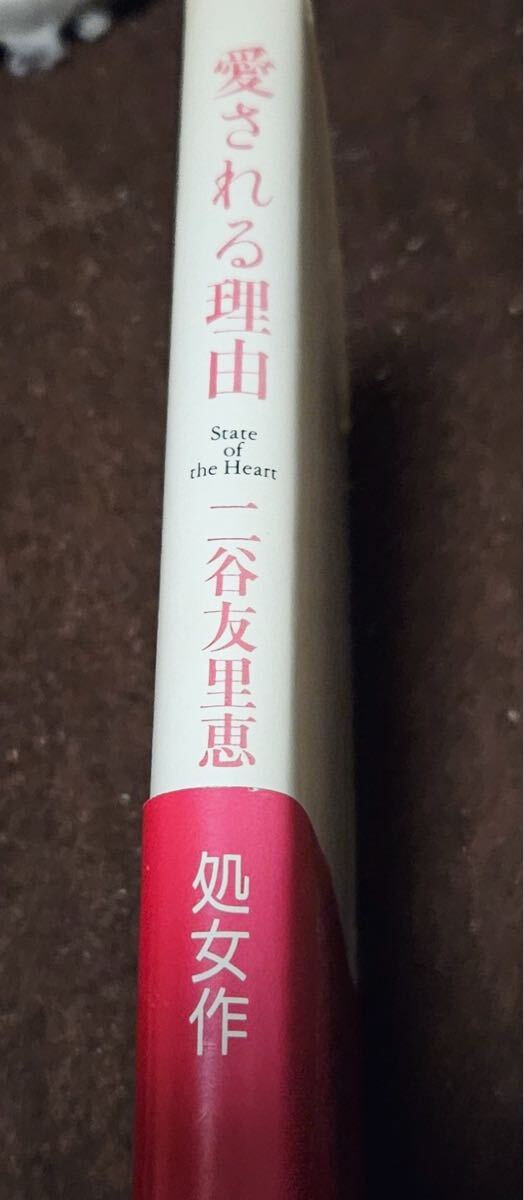 愛される理由
State
of
the Heart
二谷友里恵
処女作